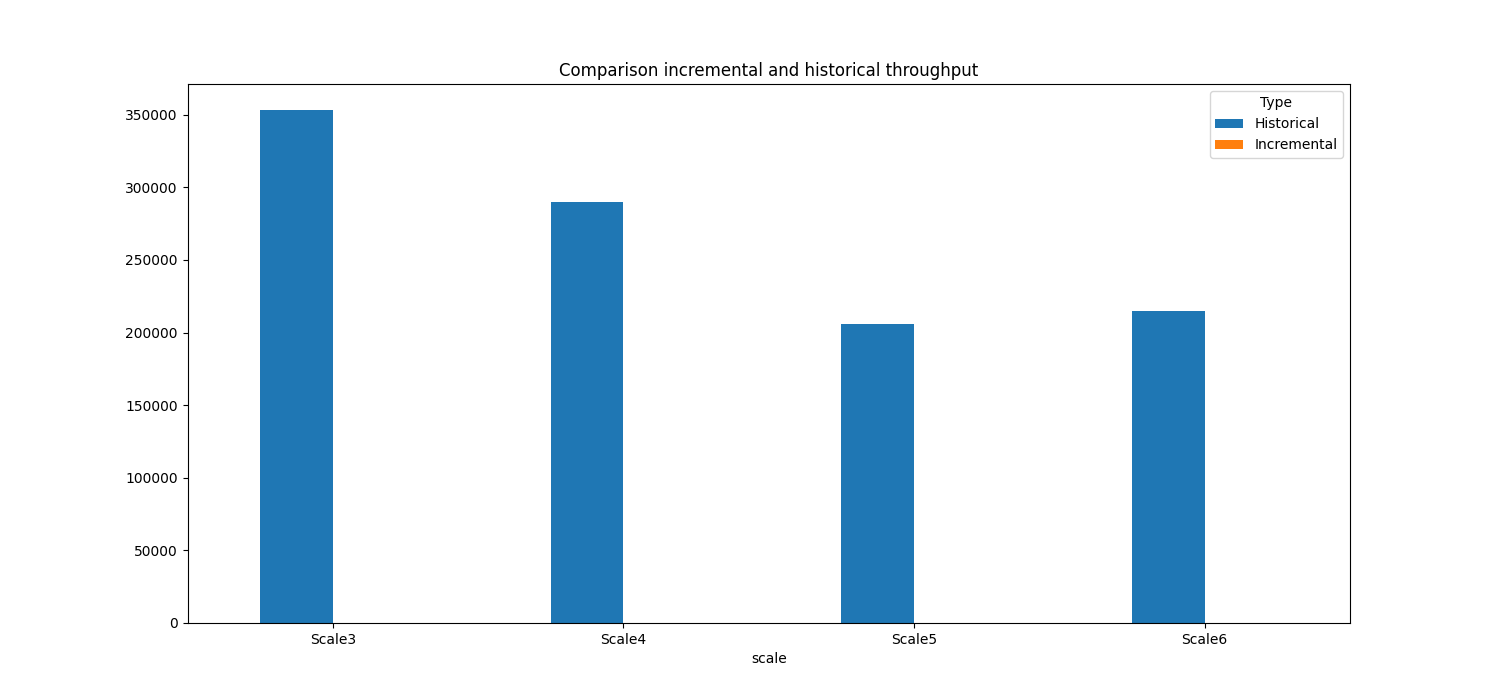 Comparison incremental and historical throughput
Type
Historical
Incremental
350000
300000
250000
200000
150000
100000
50000
0
Scale3
Scale4
Scale5
Scale6
scale